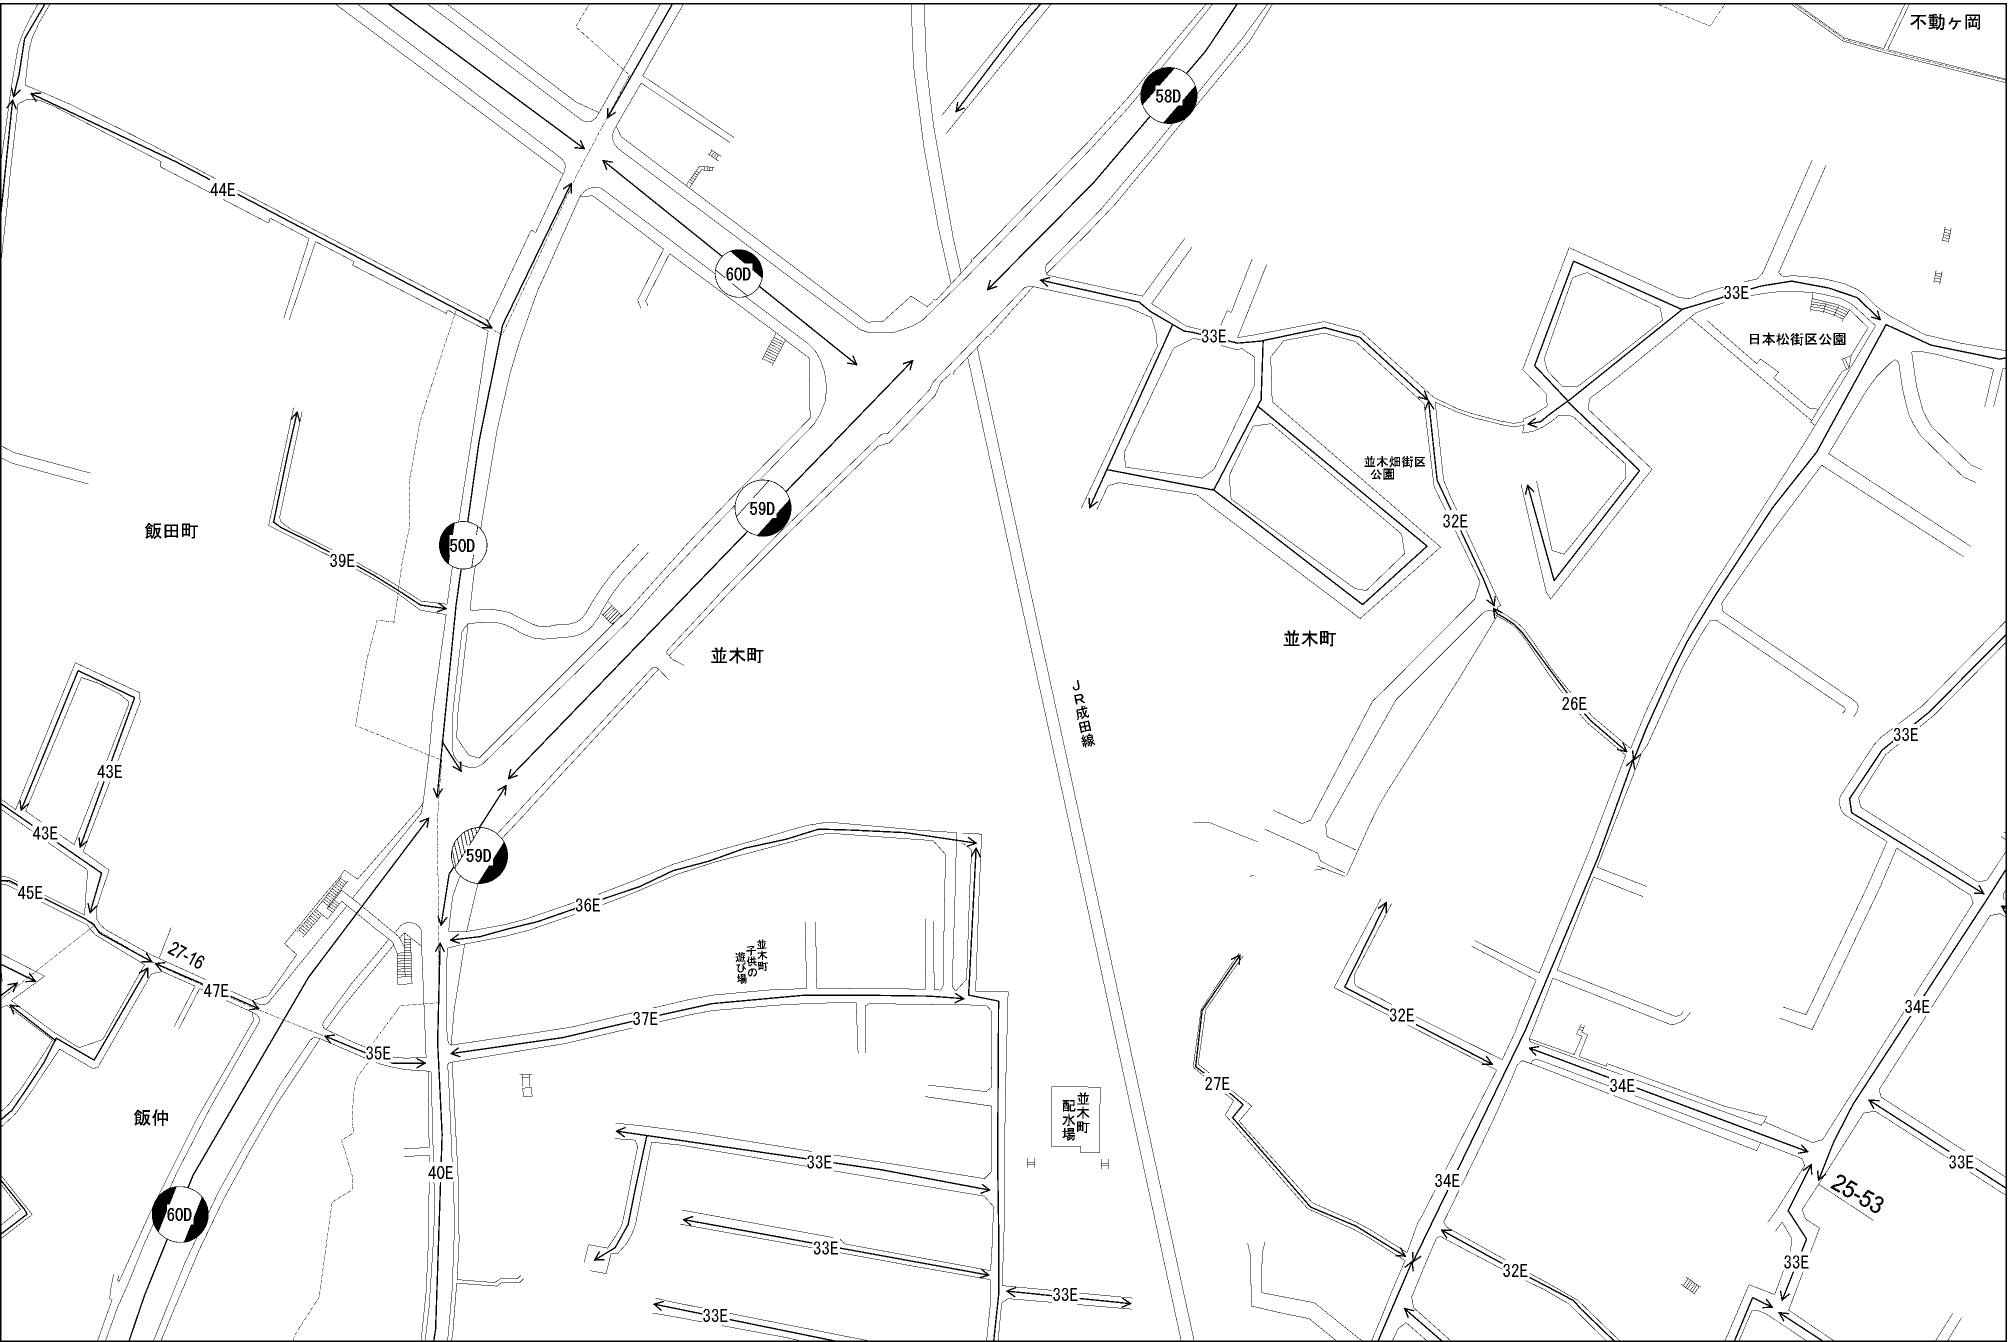 不動ヶ岡
58D
44E
60D
33E
33E
日本松街区公園
並木畑街区
公園
59D
32E
飯田町
50D
39E
並木町
並木町
JR成田線
26E
33E
43E
43E
59D
45E
36E
27-16
47E
並木町
子供の
遊び場
37E
35E
32E
34E
27E
34E
飯仲
並木町
配水場
33E
40E
33E
34E
25-53
60D
33E
33E
32E
33E
33E